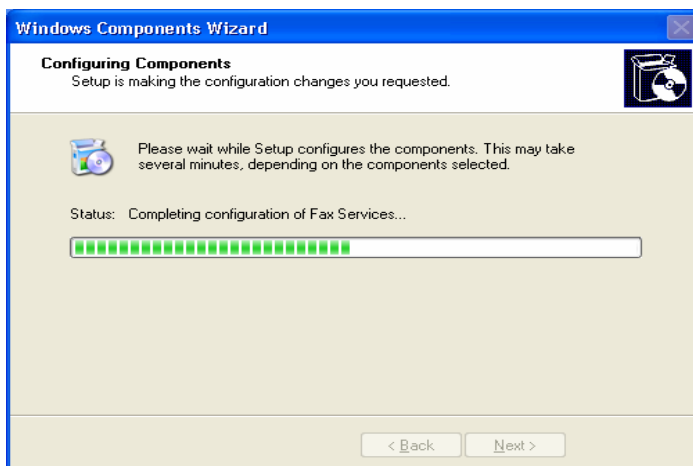 Windows Components Wizard
Configuring Components
Setup is making the configuration changes you requested.
Please wait while Setup configures the components. This may take
several minutes, depending on the components selected.
Status: Completing configuration of Fax Services...
< Back Next >